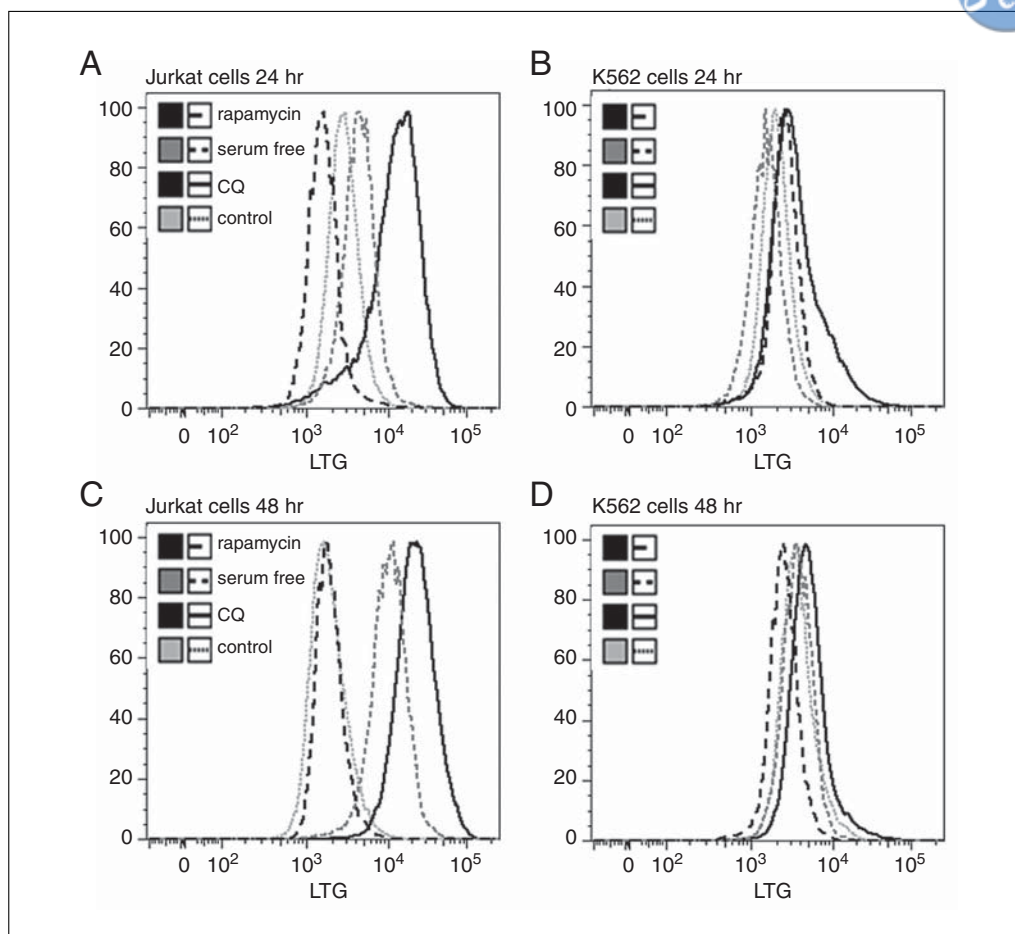 A
Jurkat cells 24 hr
rapamycin
serum free
CQ
control
100
80
60
40
20
0
0 10² 10³ 10⁴ 10⁵
LTG
B
K562 cells 24 hr
100
80
60
40
20
0
0 10² 10³ 10⁴ 10⁵
LTG
C
Jurkat cells 48 hr
rapamycin
serum free
CQ
control
100
80
60
40
20
0
0 10² 10³ 10⁴ 10⁵
LTG
D
K562 cells 48 hr
100
80
60
40
20
0
0 10² 10³ 10⁴ 10⁵
LTG